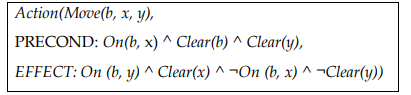 Action(Move(b, x, y),
PRECOND: On(b, x) ^ Clear(b) ^ Clear(y),
EFFECT: On (b, y) ^ Clear(x) ^ ¬On (b, x) ^ ¬Clear(y))